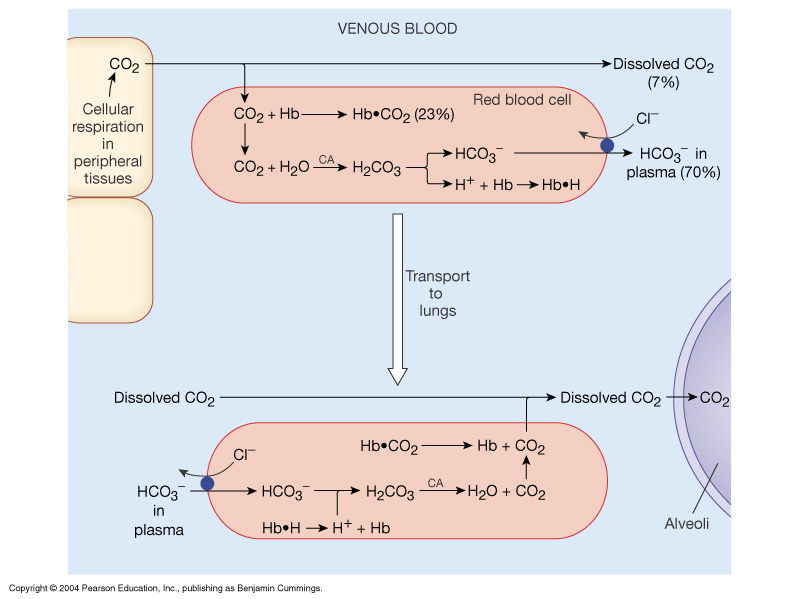 VENOUS BLOOD
CO₂
Dissolved CO₂
(7%)
Cellular
respiration
in
peripheral
tissues
Red blood cell
CO₂ + Hb → Hb•CO₂ (23%)
Cl⁻
CO₂ + H₂O CA → H₂CO₃
HCO₃⁻
HCO₃⁻ in
plasma (70%)
H⁺ + Hb → Hb•H
Transport
to
lungs
Dissolved CO₂
Dissolved CO₂
CO₂
Hb•CO₂ → Hb + CO₂
Cl⁻
HCO₃⁻
in
plasma
HCO₃⁻ → H₂CO₃ CA → H₂O + CO₂
Hb•H → H⁺ + Hb
Alveoli
Copyright © 2004 Pearson Education, Inc., publishing as Benjamin Cummings.